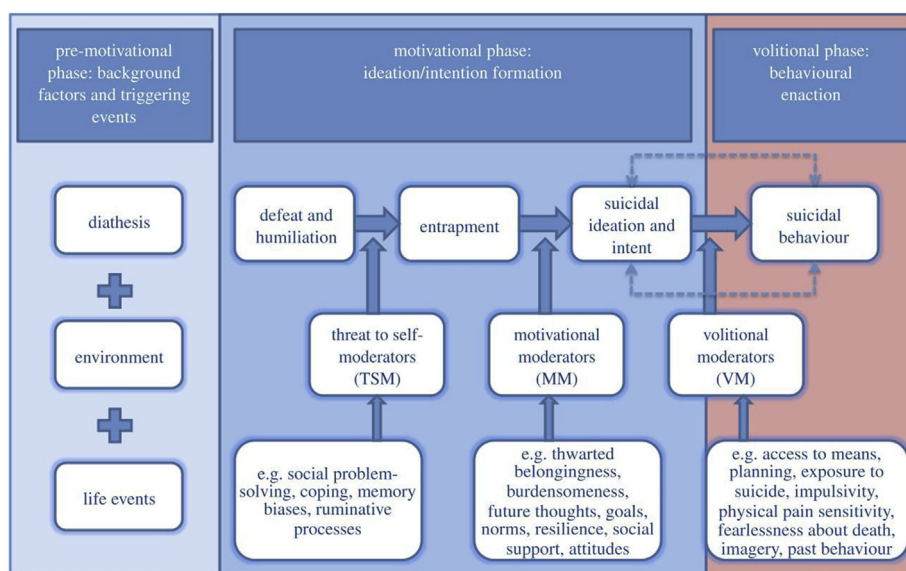 pre-motivational
phase: background
factors and triggering
events
motivational phase:
ideation/intention formation
volitional phase:
behavioural
enaction
diathesis
environment
life events
defeat and
humiliation
entrapment
suicidal
ideation and
intent
suicidal
behaviour
threat to self-
moderators
(TSM)
motivational
moderators
(MM)
volitional
moderators
(VM)
e.g. social problem-
solving, coping, memory
biases, ruminative
processes
e.g. thwarted
belongingness,
burdensomeness,
future thoughts, goals,
norms, resilience, social
support, attitudes
e.g. access to means,
planning, exposure to
suicide, impulsivity,
physical pain sensitivity,
fearlessness about death,
imagery, past behaviour